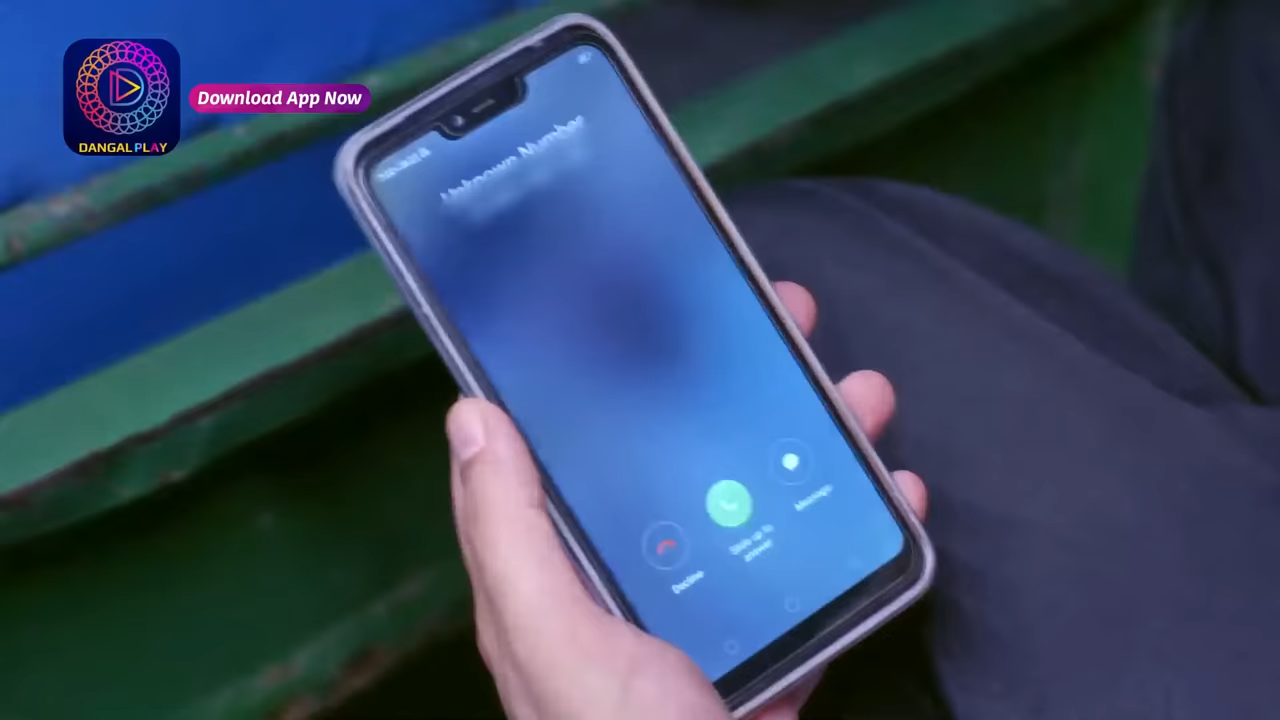 DANGAL PLAY
Download App Now
Unknown Number
Message
Slide up to
answer
Decline